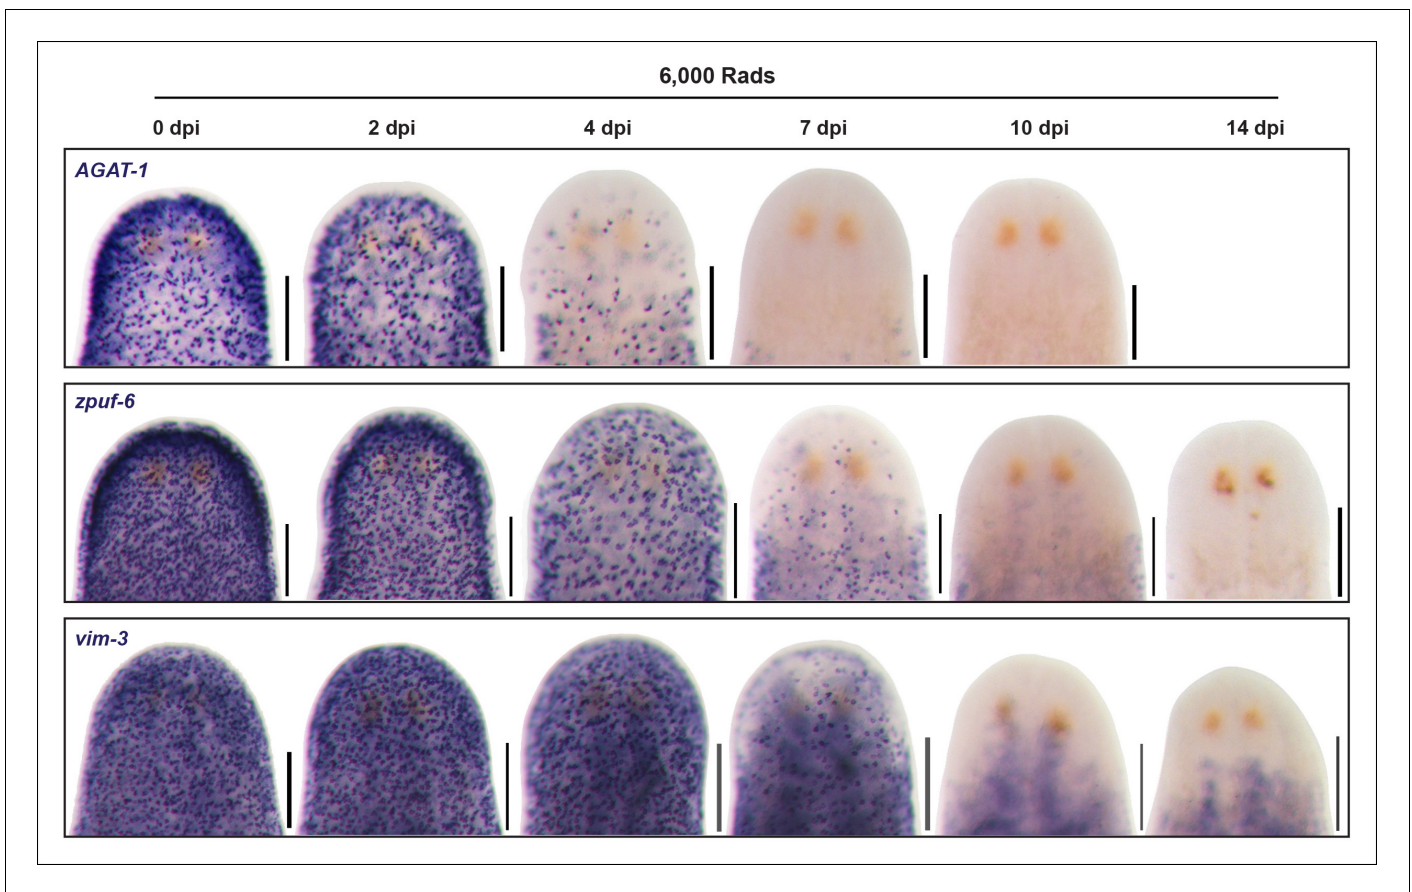 6,000 Rads
0 dpi 2 dpi 4 dpi 7 dpi 10 dpi 14 dpi
AGAT-1
zpuf-6
vim-3